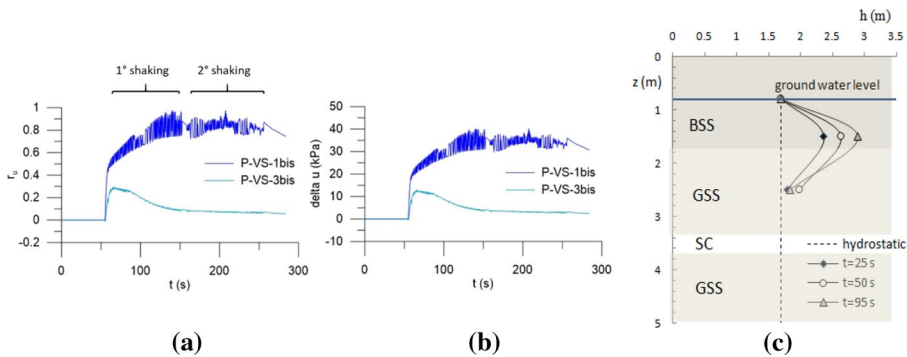 1° shaking
2° shaking
1
0.8
0.6
0.4
0.2
0
-0.2
r_u
P-VS-1bis
P-VS-3bis
0 100 200 300
t (s)
(a)
50
40
30
20
10
0
-10
delta u (kPa)
P-VS-1bis
P-VS-3bis
0 100 200 300
t (s)
(b)
h (m)
0 0.5 1 1.5 2 2.5 3 3.5
0
z (m)
1
2
3
4
5
ground water level
BSS
GSS
SC
GSS
hydrostatic
t=25 s
t=50 s
t=95 s
(c)